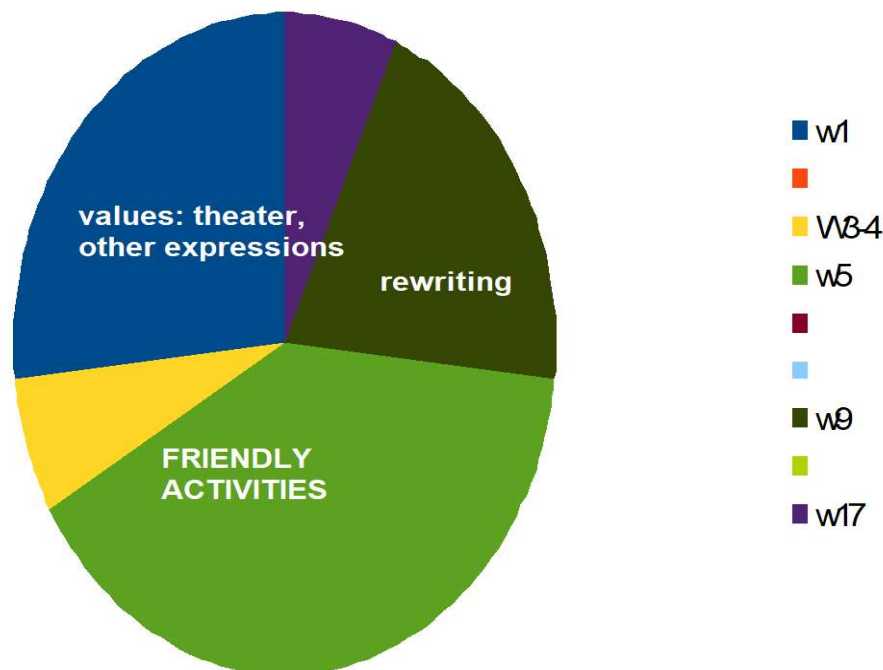 values: theater,
other expressions
rewriting
FRIENDLY
ACTIVITIES
w1
W3-4
w5
w9
w17